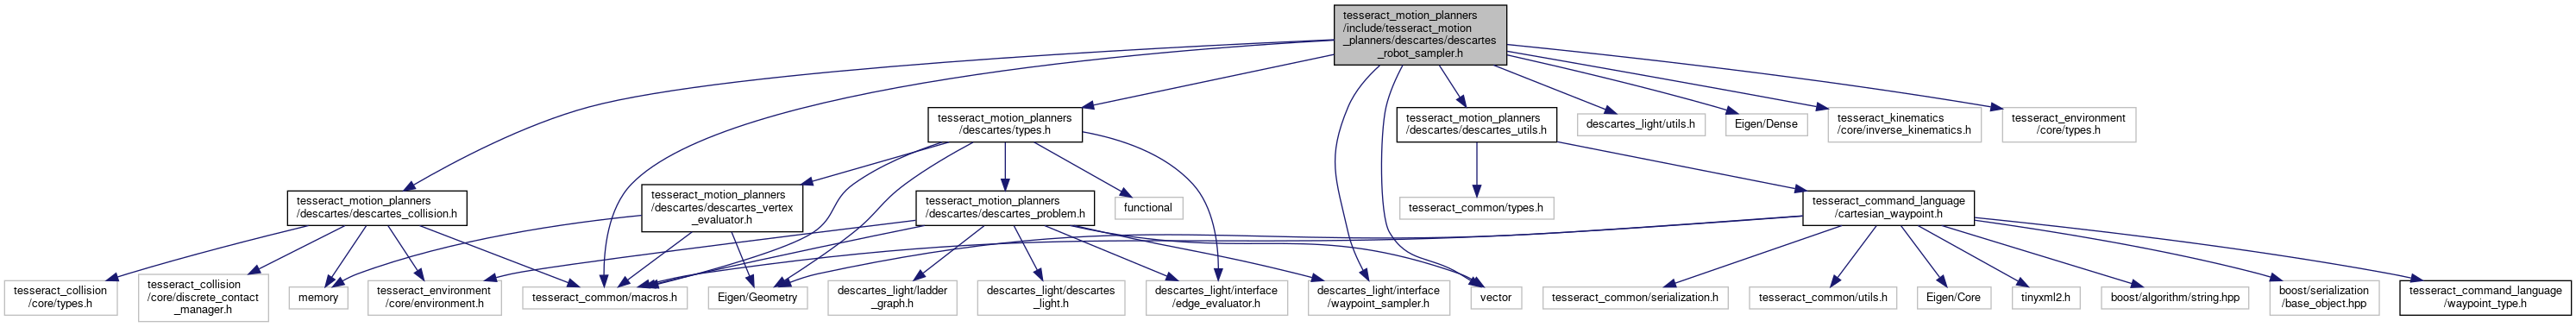 tesseract_motion_planners
/include/tesseract_motion
_planners/descartes/descartes
_robot_sampler.h
tesseract_motion_planners
/descartes/types.h
tesseract_motion_planners
/descartes/descartes_utils.h
descartes_light/utils.h
Eigen/Dense
tesseract_kinematics
/core/inverse_kinematics.h
tesseract_environment
/core/types.h
tesseract_motion_planners
/descartes/descartes_collision.h
tesseract_motion_planners
/descartes/descartes_vertex
_evaluator.h
tesseract_motion_planners
/descartes/descartes_problem.h
functional
tesseract_common/types.h
tesseract_command_language
/cartesian_waypoint.h
tesseract_collision
/core/types.h
tesseract_collision
/core/discrete_contact
_manager.h
memory
tesseract_environment
/core/environment.h
tesseract_common/macros.h
Eigen/Geometry
descartes_light/ladder
_graph.h
descartes_light/descartes
_light.h
descartes_light/interface
/edge_evaluator.h
descartes_light/interface
/waypoint_sampler.h
vector
tesseract_common/serialization.h
tesseract_common/utils.h
Eigen/Core
tinyxml2.h
boost/algorithm/string.hpp
boost/serialization
/base_object.hpp
tesseract_command_language
/waypoint_type.h